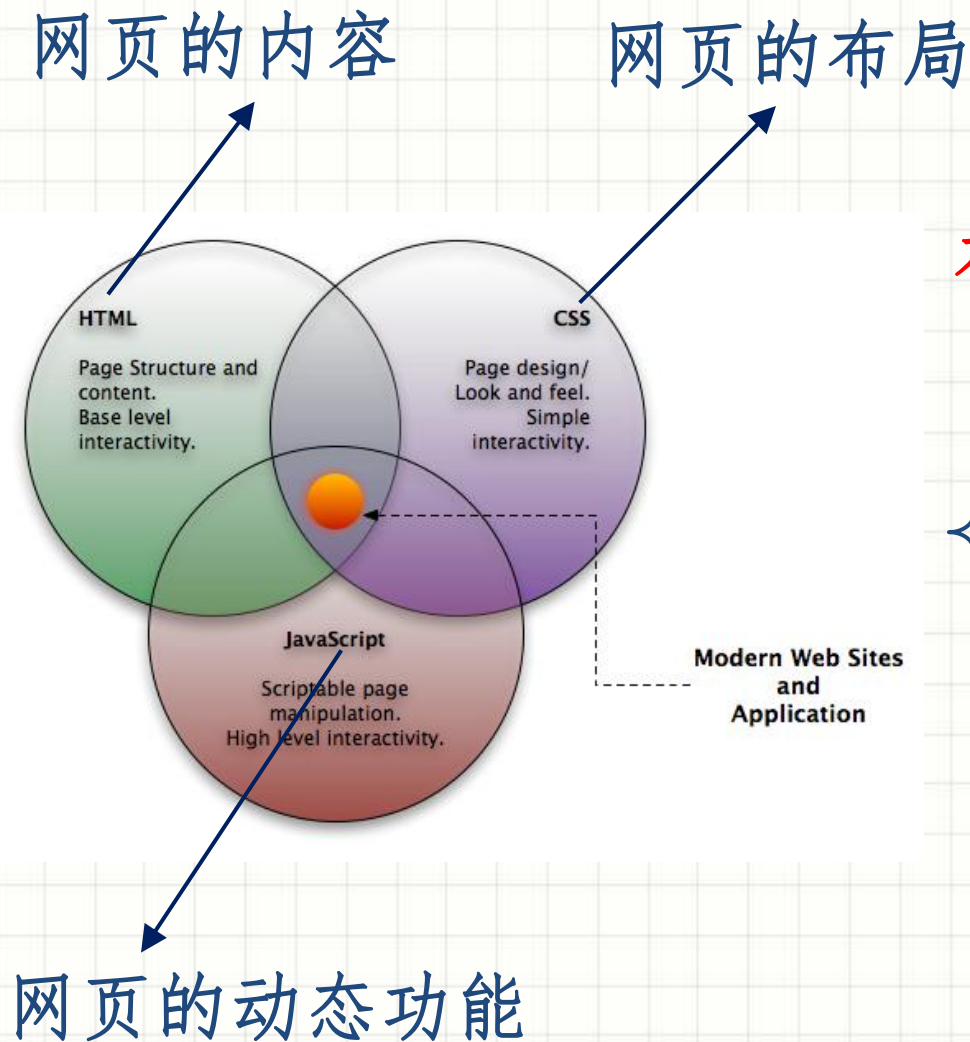 网页的内容
网页的布局
HTML
Page Structure and
content.
Base level
interactivity.
CSS
Page design/
Look and feel.
Simple
interactivity.
JavaScript
Scriptable page
manipulation.
High level interactivity.
Modern Web Sites
and
Application
网页的动态功能